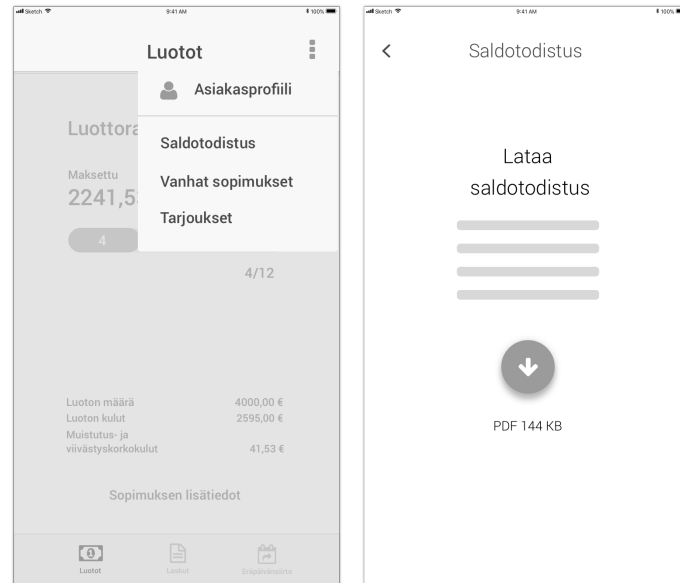 Sketch 9:41 AM 100%
Luotot
Asiakasprofiili
Luottora
Saldotodistus
Maksettu
Vanhat sopimukset
2241,5
Tarjoukset
4
4/12
Luoton määrä 4000,00 €
Luoton kulut 2595,00 €
Muistutus- ja
viivästyskorkokulut 41,53 €
Sopimuksen lisätiedot
Luotot Laskut Eräpäivänsiirto
Sketch 9:41 AM 100%
Saldotodistus
Lataa
saldotodistus
PDF 144 KB